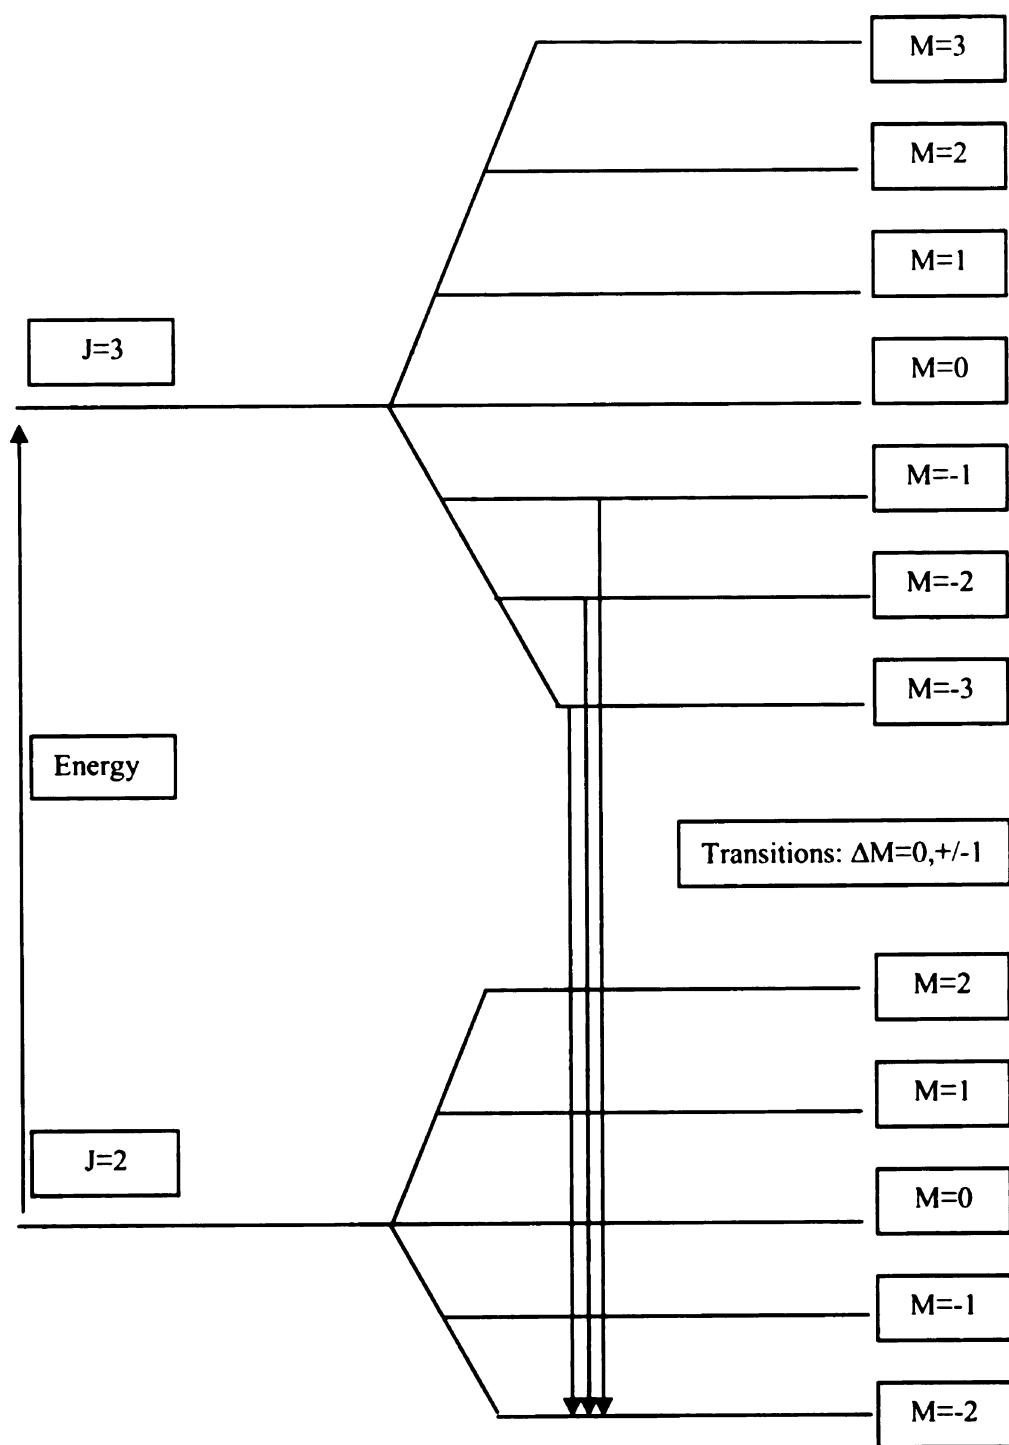 M=3
M=2
M=1
J=3
M=0
M=-1
M=-2
M=-3
Energy
Transitions: ΔM=0,+/-1
M=2
M=1
J=2
M=0
M=-1
M=-2